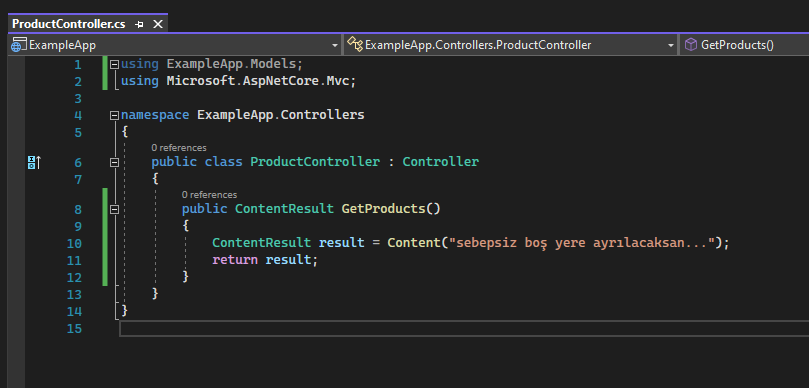 ProductController.cs
ExampleApp ExampleApp.Controllers.ProductController GetProducts()
1 using ExampleApp.Models;
2 using Microsoft.AspNetCore.Mvc;
3
4 namespace ExampleApp.Controllers
5 {
0 references
6 public class ProductController : Controller
7 {
0 references
8 public ContentResult GetProducts()
9 {
10 ContentResult result = Content("sebepsiz boş yere ayrılacaksan...");
11 return result;
12 }
13 }
14 }
15